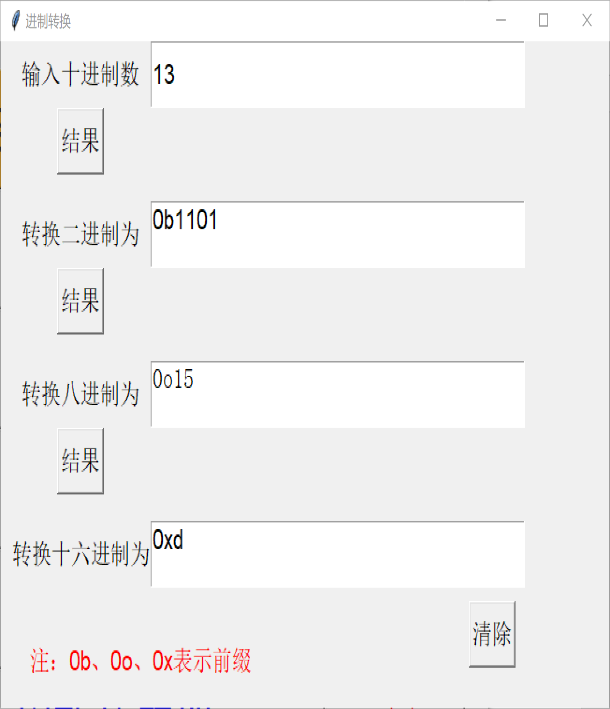 进制转换
输入十进制数 13
结果
转换二进制为 0b1101
结果
转换八进制为 0o15
结果
转换十六进制为 0xd
清除
注：0b、0o、0x表示前缀